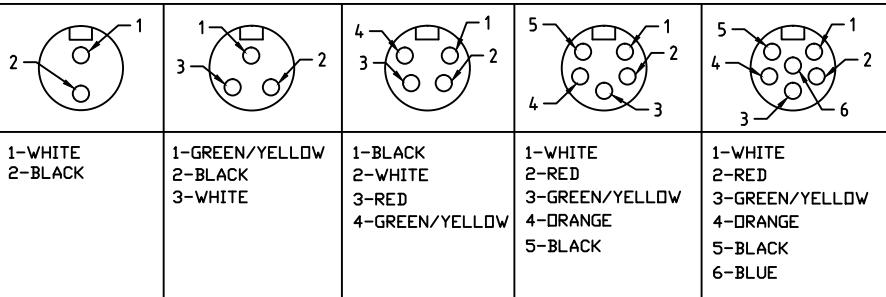 1
2
1
3
2
4
1
3
2
5
1
2
4
3
5
1
4
2
3
6
1-WHITE
2-BLACK
1-GREEN/YELLOW
2-BLACK
3-WHITE
1-BLACK
2-WHITE
3-RED
4-GREEN/YELLOW
1-WHITE
2-RED
3-GREEN/YELLOW
4-ORANGE
5-BLACK
1-WHITE
2-RED
3-GREEN/YELLOW
4-ORANGE
5-BLACK
6-BLUE